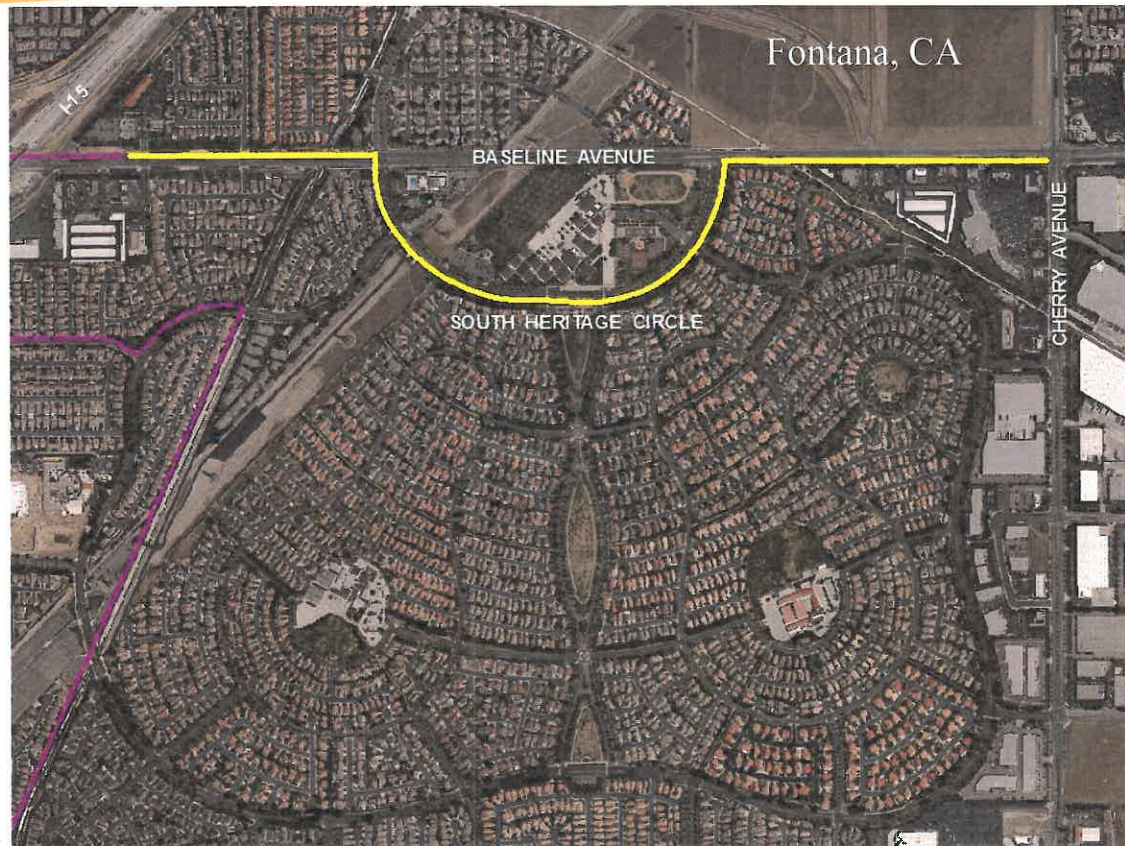 Fontana, CA
I-15
BASELINE AVENUE
CHERRY AVENUE
SOUTH HERITAGE CIRCLE